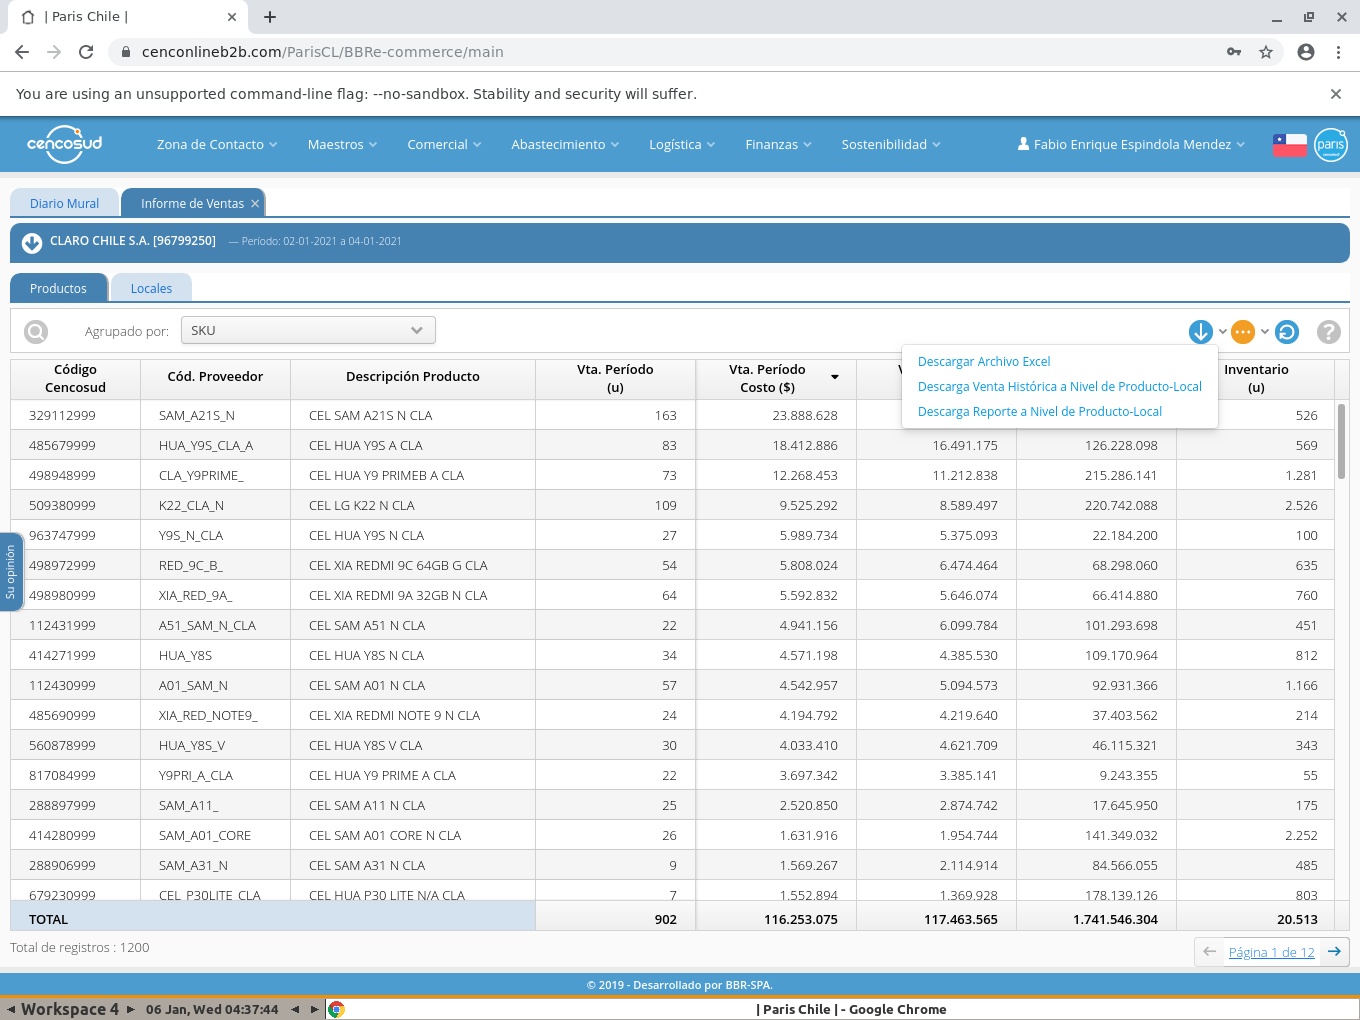 | Paris Chile |
cenconlineb2b.com/ParisCL/BBRe-commerce/main
You are using an unsupported command-line flag: --no-sandbox. Stability and security will suffer.
cencosud Zona de Contacto Maestros Comercial Abastecimiento Logística Finanzas Sostenibilidad Fabio Enrique Espindola Mendez paris cencosud
Diario Mural Informe de Ventas
CLARO CHILE S.A. [96799250] — Período: 02-01-2021 a 04-01-2021
Productos Locales
Agrupado por: SKU
Descargar Archivo Excel
Descarga Venta Histórica a Nivel de Producto-Local
Descarga Reporte a Nivel de Producto-Local
Código Cencosud Cód. Proveedor Descripción Producto Vta. Período (u) Vta. Período Costo ($) V Inventario (u)
329112999 SAM_A21S_N CEL SAM A21S N CLA 163 23.888.628 526
485679999 HUA_Y9S_CLA_A CEL HUA Y9S A CLA 83 18.412.886 16.491.175 126.228.098 569
498948999 CLA_Y9PRIME_ CEL HUA Y9 PRIMEB A CLA 73 12.268.453 11.212.838 215.286.141 1.281
509380999 K22_CLA_N CEL LG K22 N CLA 109 9.525.292 8.589.497 220.742.088 2.526
963747999 Y9S_N_CLA CEL HUA Y9S N CLA 27 5.989.734 5.375.093 22.184.200 100
498972999 RED_9C_B_ CEL XIA REDMI 9C 64GB G CLA 54 5.808.024 6.474.464 68.298.060 635
498980999 XIA_RED_9A_ CEL XIA REDMI 9A 32GB N CLA 64 5.592.832 5.646.074 66.414.880 760
112431999 A51_SAM_N_CLA CEL SAM A51 N CLA 22 4.941.156 6.099.784 101.293.698 451
414271999 HUA_Y8S CEL HUA Y8S N CLA 34 4.571.198 4.385.530 109.170.964 812
112430999 A01_SAM_N CEL SAM A01 N CLA 57 4.542.957 5.094.573 92.931.366 1.166
485690999 XIA_RED_NOTE9_ CEL XIA REDMI NOTE 9 N CLA 24 4.194.792 4.219.640 37.403.562 214
560878999 HUA_Y8S_V CEL HUA Y8S V CLA 30 4.033.410 4.621.709 46.115.321 343
817084999 Y9PRI_A_CLA CEL HUA Y9 PRIME A CLA 22 3.697.342 3.385.141 9.243.355 55
288897999 SAM_A11_ CEL SAM A11 N CLA 25 2.520.850 2.874.742 17.645.950 175
414280999 SAM_A01_CORE CEL SAM A01 CORE N CLA 26 1.631.916 1.954.744 141.349.032 2.252
288906999 SAM_A31_N CEL SAM A31 N CLA 9 1.569.267 2.114.914 84.566.055 485
679230999 CEL_P30LITE_CLA CEL HUA P30 LITE N/A CLA 7 1.552.894 1.369.928 178.139.126 803
TOTAL 902 116.253.075 117.463.565 1.741.546.304 20.513
Su opinión
Total de registros : 1200
Página 1 de 12
© 2019 - Desarrollado por BBR-SPA.
Workspace 4 06 Jan, Wed 04:37:44 | Paris Chile | - Google Chrome